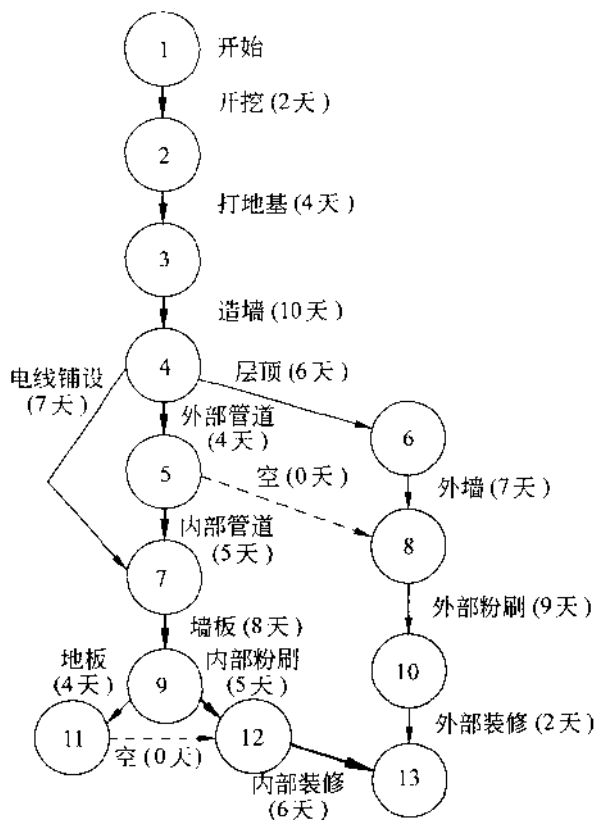 1 开始
开挖 (2天)
2
打地基 (4天)
3
造墙 (10天)
4
电线铺设
(7天)
层顶 (6天)
外部管道
(4天)
6
5
空 (0天)
外墙 (7天)
内部管道
(5天)
8
7
墙板 (8天)
外部粉刷 (9天)
地板
(4天)
9
内部粉刷
(5天)
10
11
空 (0天)
12
外部装修 (2天)
13
内部装修
(6天)